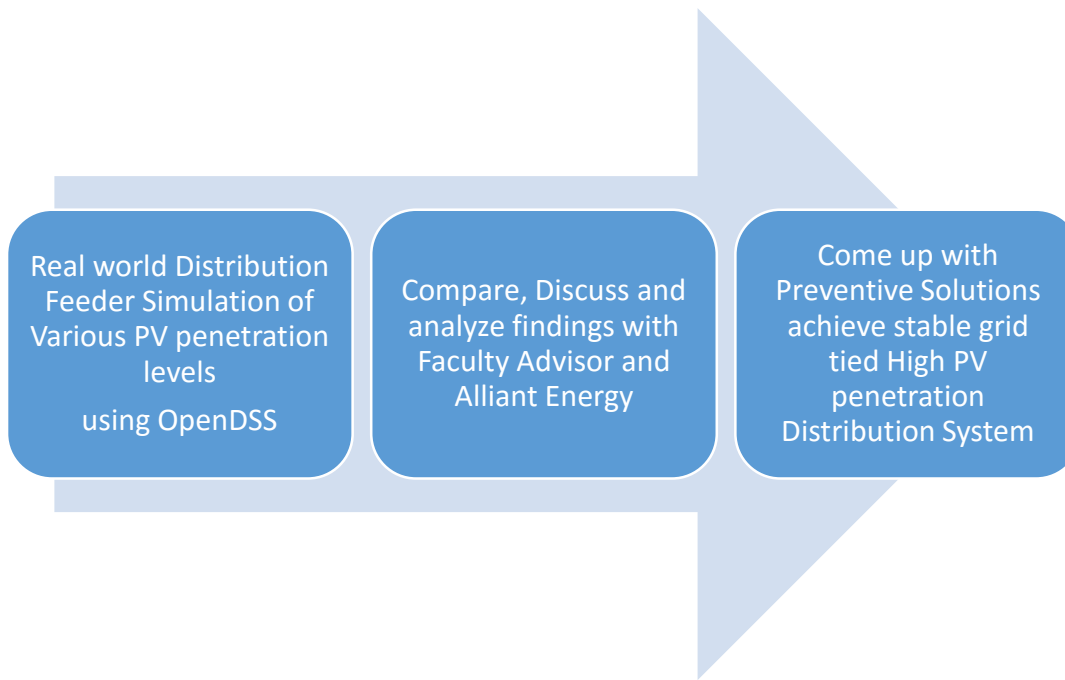 Real world Distribution
Feeder Simulation of
Various PV penetration
levels
using OpenDSS
Compare, Discuss and
analyze findings with
Faculty Advisor and
Alliant Energy
Come up with
Preventive Solutions
achieve stable grid
tied High PV
penetration
Distribution System